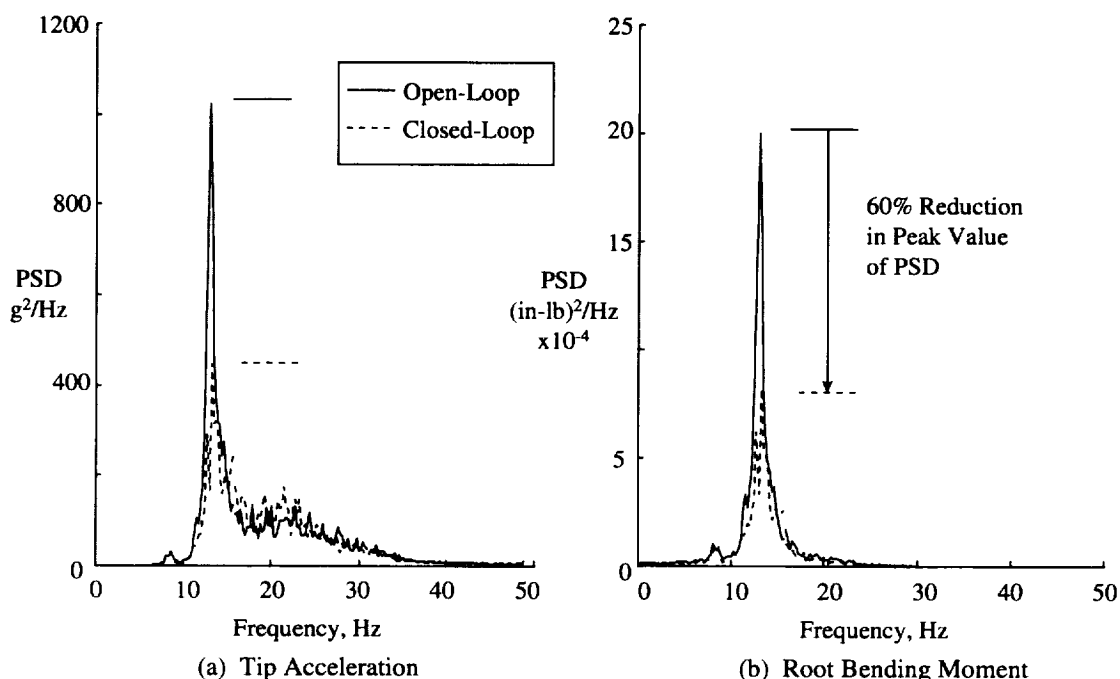 1200
800
400
0
PSD
g²/Hz
Open-Loop
Closed-Loop
0 10 20 30 40 50
Frequency, Hz
(a) Tip Acceleration
25
20
15
10
5
0
PSD
(in-lb)²/Hz
x10⁻⁴
60% Reduction
in Peak Value
of PSD
0 10 20 30 40 50
Frequency, Hz
(b) Root Bending Moment